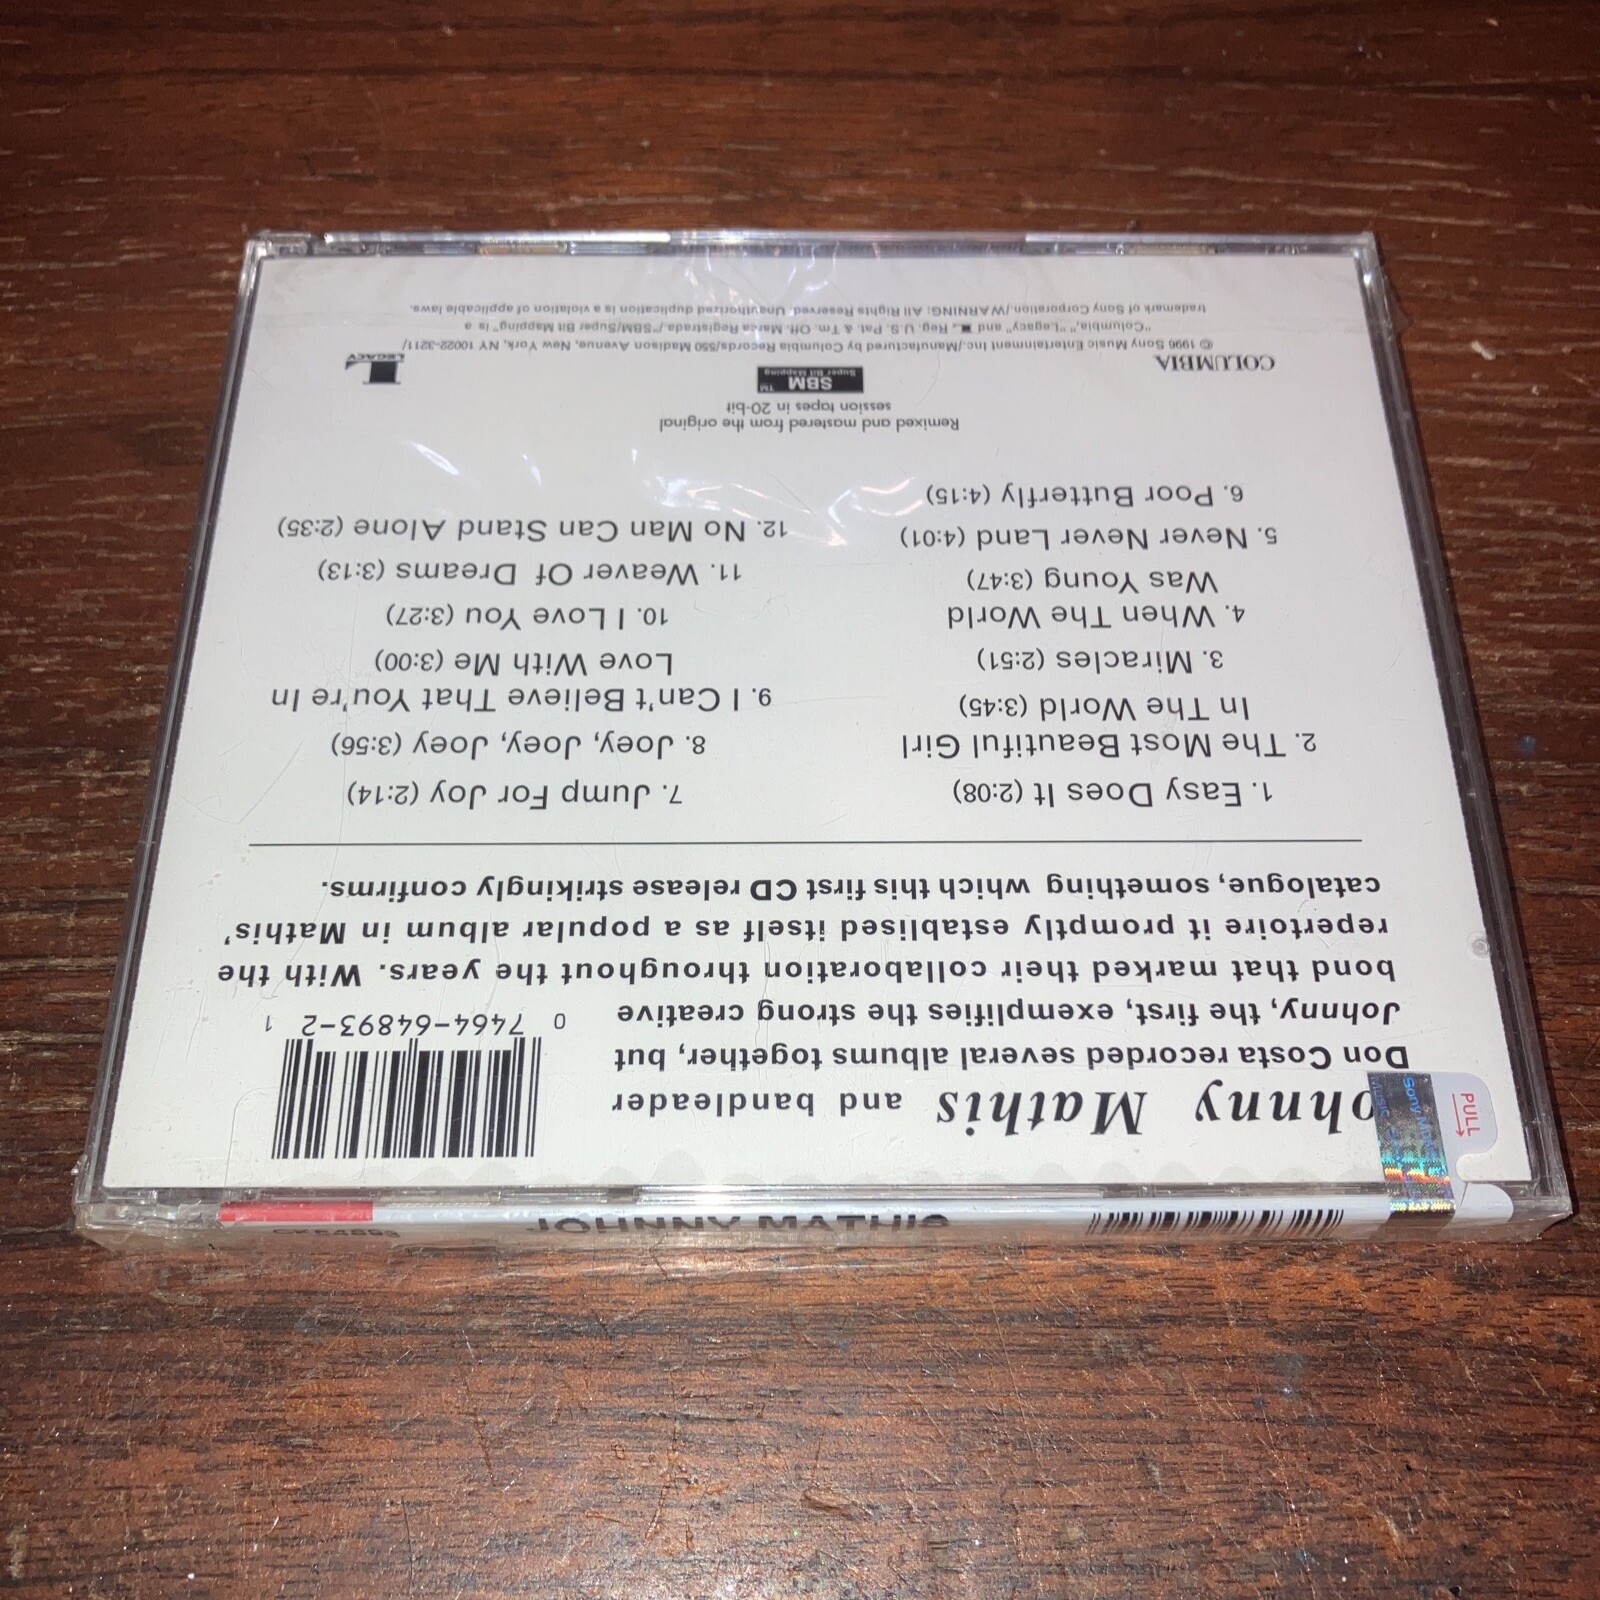 Johnny Mathis and bandleader
Don Costa recorded several albums together, but,
Johnny, the first, exemplifies the strong creative
bond that marked their collaboration throughout the years. With the
repertoire it promptly establised itself as a popular album in Mathis'
catalogue, something which this first CD release strikingly confirms.
0 7464-64893-2 1
1. Easy Does It (2:08)
2. The Most Beautiful Girl
In The World (3:45)
3. Miracles (2:51)
4. When The World
Was Young (3:47)
5. Never Never Land (4:01)
6. Poor Butterfly (4:15)
7. Jump For Joy (2:14)
8. Joey, Joey, Joey (3:56)
9. I Can't Believe That You're In
Love With Me (3:00)
10. I Love You (3:27)
11. Weaver Of Dreams (3:13)
12. No Man Can Stand Alone (2:35)
Remixed and mastered from the original
session tapes in 20-bit
SBM TM
Super Bit Mapping
COLUMBIA
LEGACY
© 1996 Sony Music Entertainment Inc./Manufactured by Columbia Records/550 Madison Avenue, New York, NY 10022-3211/
"Columbia," "Legacy" and Reg. U.S. Pat. & Tm. Off. Marca Registrada./"SBM/Super Bit Mapping" is a
trademark of Sony Corporation./WARNING: All Rights Reserved. Unauthorized duplication is a violation of applicable laws.
PULL
Sony Music
JOHNNY MATHIS
CK 64893